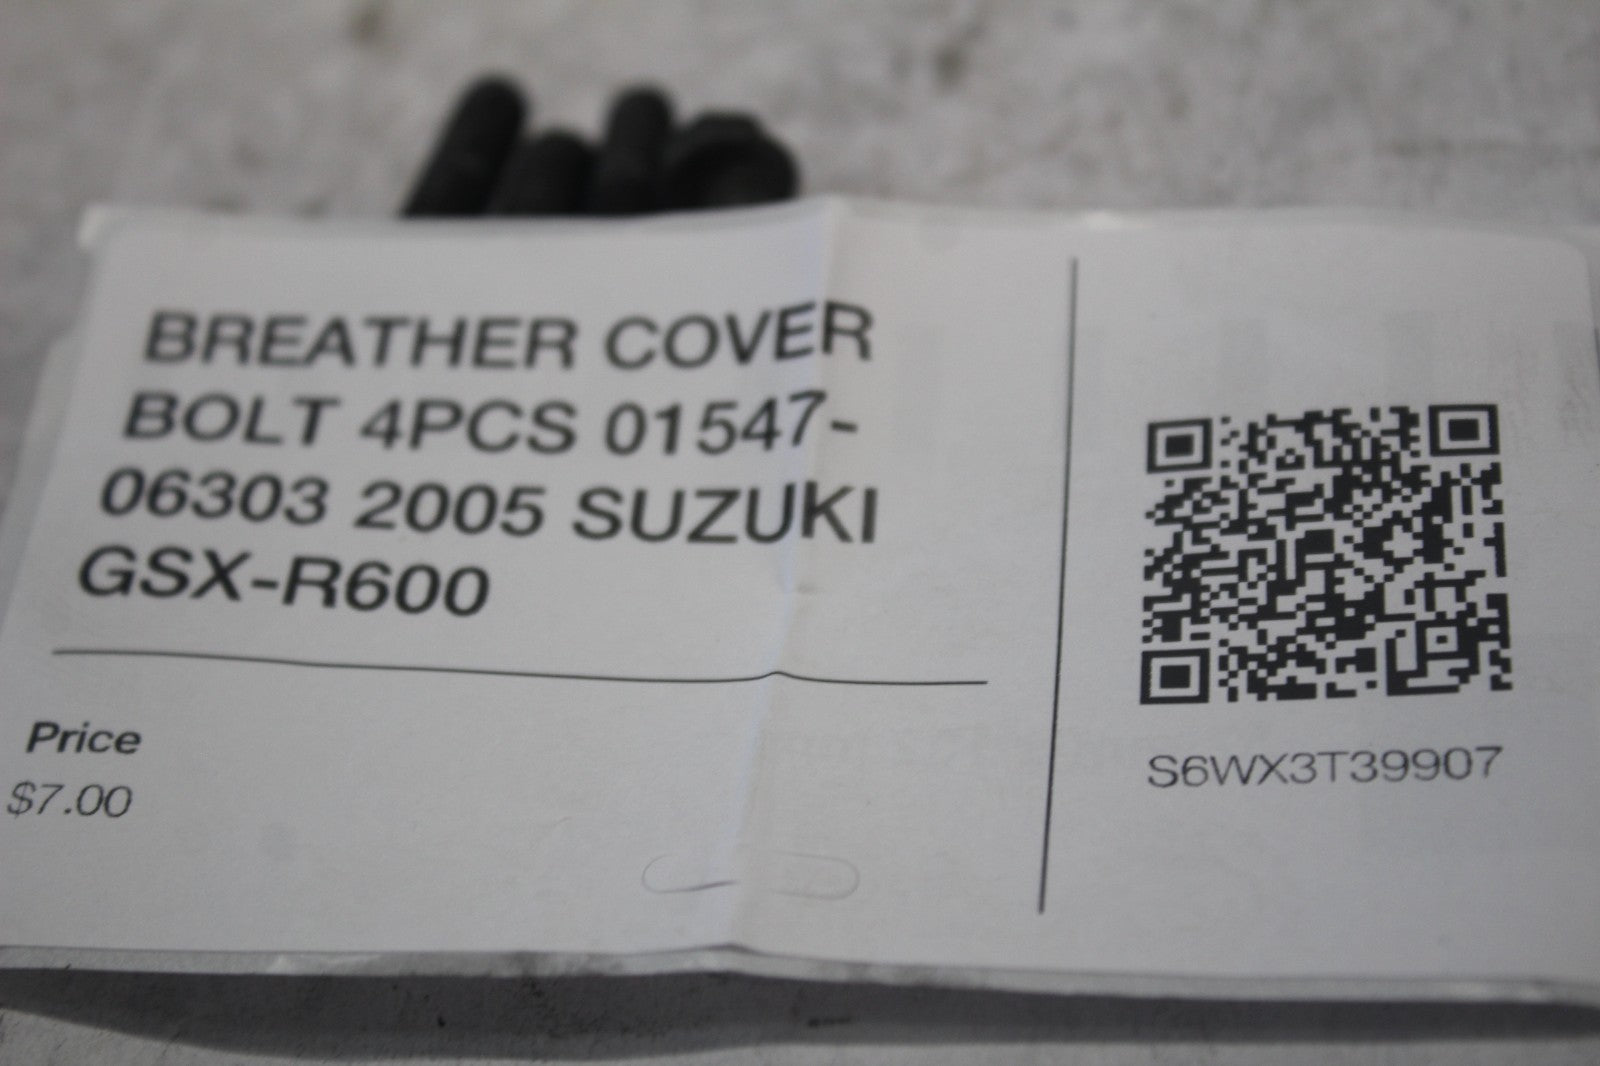 BREATHER COVER
BOLT 4PCS 01547-
06303 2005 SUZUKI
GSX-R600
Price
$7.00
S6WX3T39907